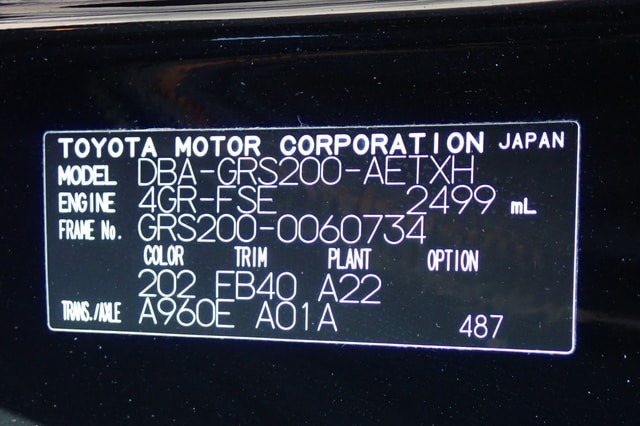 TOYOTA MOTOR CORPORATION JAPAN
MODEL DBA-GRS200-AETXH
ENGINE 4GR-FSE 2499 mL
FRAME No. GRS200-0060734
COLOR TRIM PLANT OPTION
202 FB40 A22
TRANS./AXLE A960E A01A 487